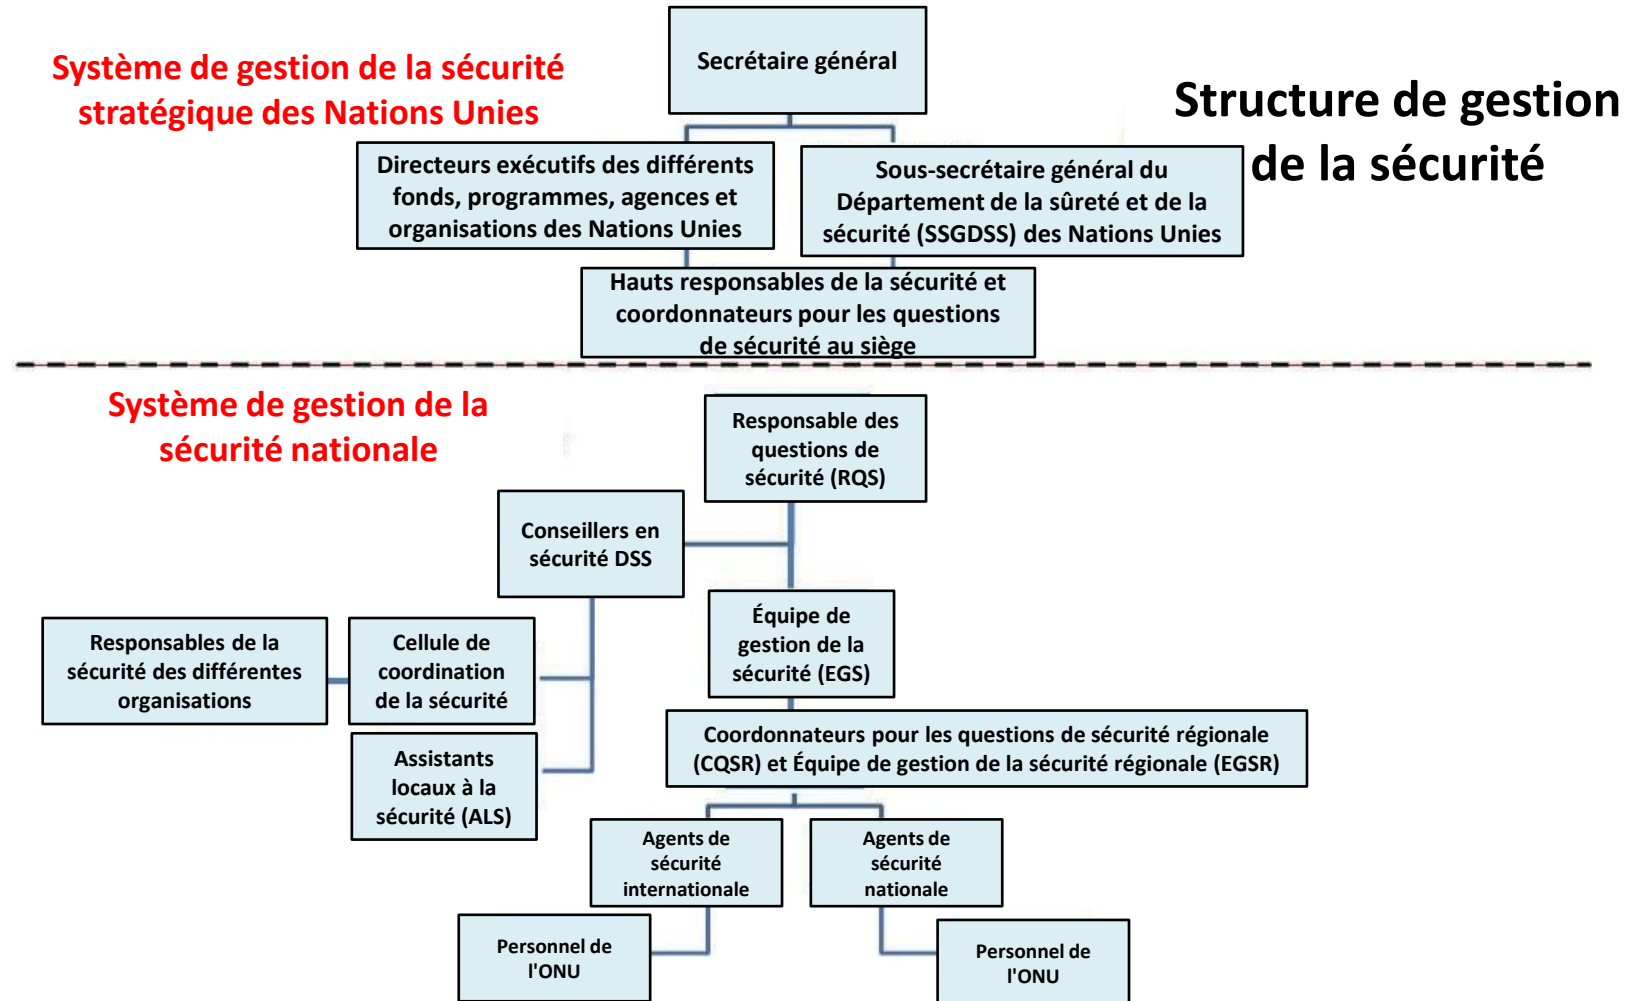 Secrétaire général
Système de gestion de la sécurité
stratégique des Nations Unies
Structure de gestion
de la sécurité
Directeurs exécutifs des différents
fonds, programmes, agences et
organisations des Nations Unies
Sous-secrétaire général du
Département de la sûreté et de la
sécurité (SSGDSS) des Nations Unies
Hauts responsables de la sécurité et
coordonnateurs pour les questions
de sécurité au siège
Système de gestion de la
sécurité nationale
Responsable des
questions de
sécurité (RQS)
Conseillers en
sécurité DSS
Équipe de
gestion de la
sécurité (EGS)
Responsables de la
sécurité des différentes
organisations
Cellule de
coordination
de la sécurité
Assistants
locaux à la
sécurité (ALS)
Coordonnateurs pour les questions de sécurité régionale
(CQSR) et Équipe de gestion de la sécurité régionale (EGSR)
Agents de
sécurité
internationale
Agents de
sécurité
nationale
Personnel de
l'ONU
Personnel de
l'ONU